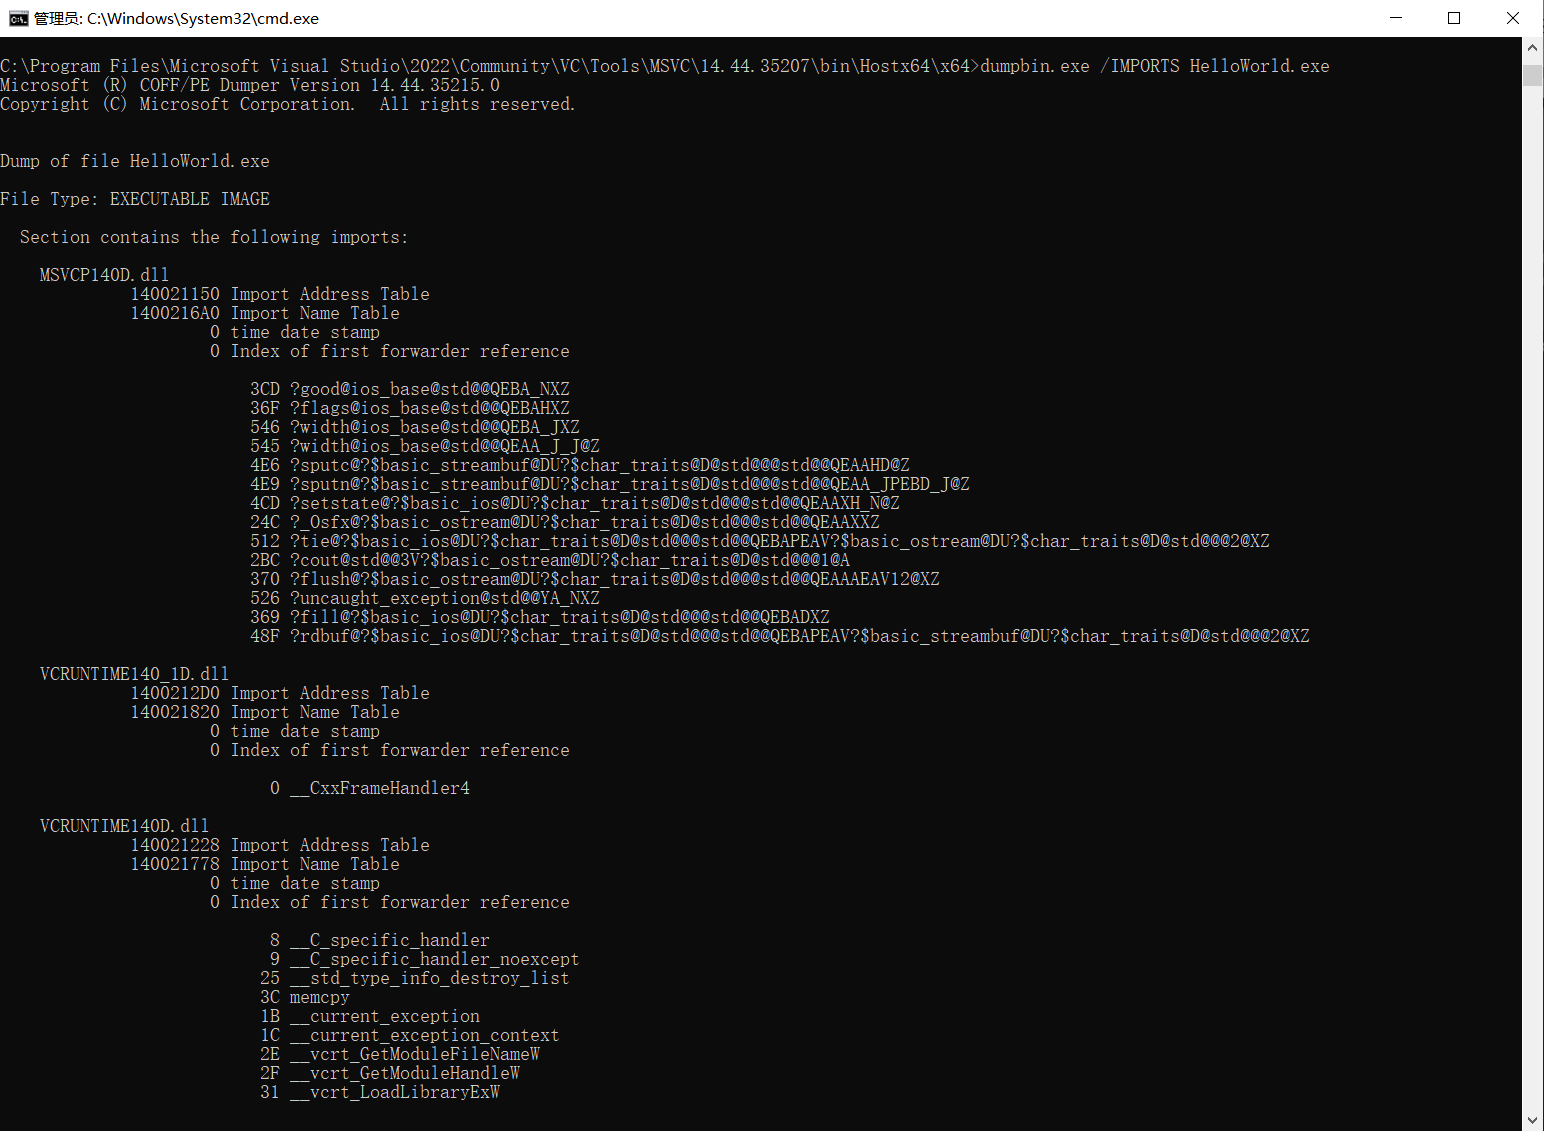 管理员: C:\Windows\System32\cmd.exe
C:\Program Files\Microsoft Visual Studio\2022\Community\VC\Tools\MSVC\14.44.35207\bin\Hostx64\x64>dumpbin.exe /IMPORTS HelloWorld.exe
Microsoft (R) COFF/PE Dumper Version 14.44.35215.0
Copyright (C) Microsoft Corporation.  All rights reserved.
Dump of file HelloWorld.exe
File Type: EXECUTABLE IMAGE
Section contains the following imports:
MSVCP140D.dll
140021150 Import Address Table
1400216A0 Import Name Table
0 time date stamp
0 Index of first forwarder reference
3CD ?good@ios_base@std@@QEBA_NXZ
36F ?flags@ios_base@std@@QEBAHXZ
546 ?width@ios_base@std@@QEBA_JXZ
545 ?width@ios_base@std@@QEAA_J_J@Z
4E6 ?sputc@?$basic_streambuf@DU?$char_traits@D@std@@@std@@QEAAHD@Z
4E9 ?sputn@?$basic_streambuf@DU?$char_traits@D@std@@@std@@QEAA_JPEBD_J@Z
4CD ?setstate@?$basic_ios@DU?$char_traits@D@std@@@std@@QEAAXH_N@Z
24C ?_Osfx@?$basic_ostream@DU?$char_traits@D@std@@@std@@QEAAXXZ
512 ?tie@?$basic_ios@DU?$char_traits@D@std@@@std@@QEBAPEAV?$basic_ostream@DU?$char_traits@D@std@@@2@XZ
2BC ?cout@std@@3V?$basic_ostream@DU?$char_traits@D@std@@@1@A
370 ?flush@?$basic_ostream@DU?$char_traits@D@std@@@std@@QEAAAEAV12@XZ
526 ?uncaught_exception@std@@YA_NXZ
369 ?fill@?$basic_ios@DU?$char_traits@D@std@@@std@@QEBADXZ
48F ?rdbuf@?$basic_ios@DU?$char_traits@D@std@@@std@@QEBAPEAV?$basic_streambuf@DU?$char_traits@D@std@@@2@XZ
VCRUNTIME140_1D.dll
1400212D0 Import Address Table
140021820 Import Name Table
0 time date stamp
0 Index of first forwarder reference
0 __CxxFrameHandler4
VCRUNTIME140D.dll
140021228 Import Address Table
140021778 Import Name Table
0 time date stamp
0 Index of first forwarder reference
8 __C_specific_handler
9 __C_specific_handler_noexcept
25 __std_type_info_destroy_list
3C memcpy
1B __current_exception
1C __current_exception_context
2E __vcrt_GetModuleFileNameW
2F __vcrt_GetModuleHandleW
31 __vcrt_LoadLibraryExW